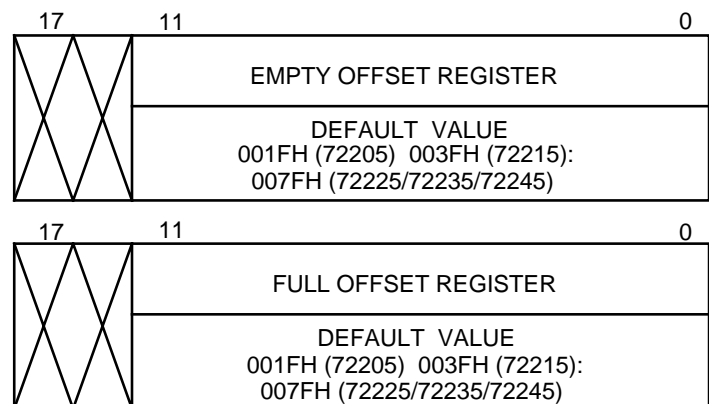 17 11 0
EMPTY OFFSET REGISTER
DEFAULT VALUE
001FH (72205) 003FH (72215):
007FH (72225/72235/72245)
17 11 0
FULL OFFSET REGISTER
DEFAULT VALUE
001FH (72205) 003FH (72215):
007FH (72225/72235/72245)